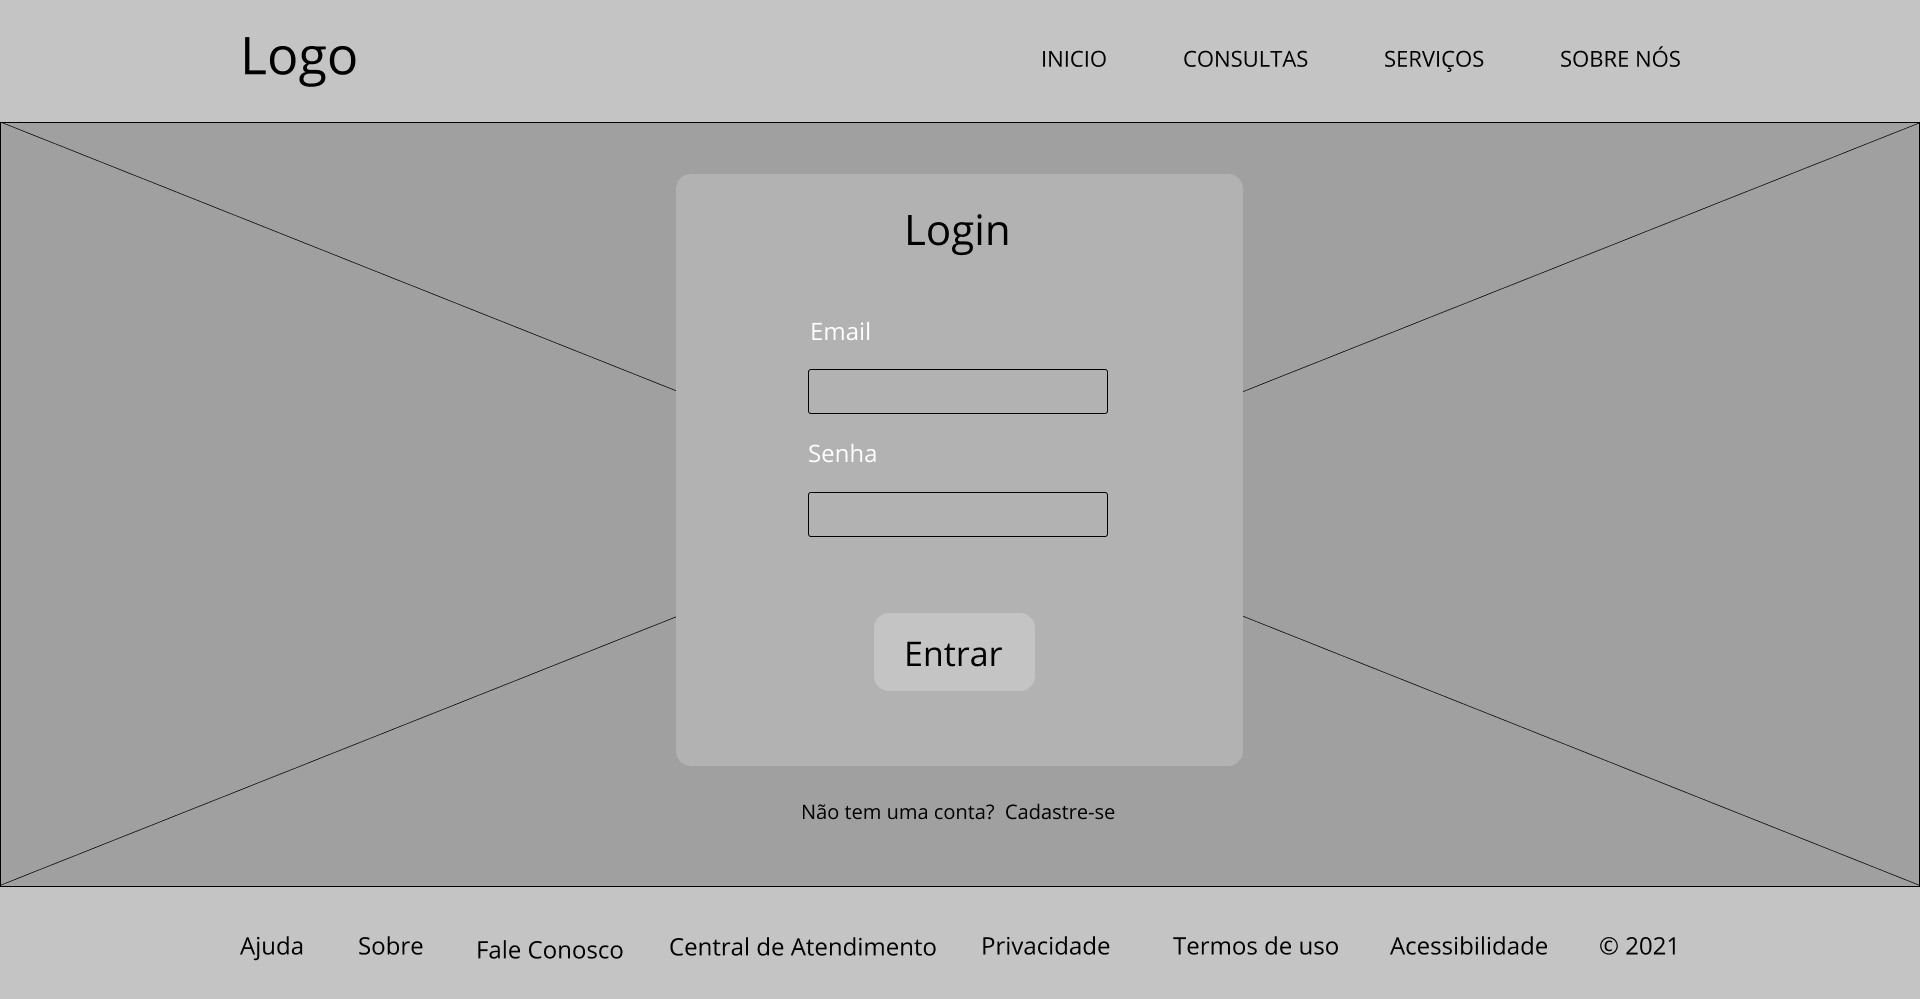 Logo INICIO CONSULTAS SERVIÇOS SOBRE NÓS
Login
Email
Senha
Entrar
Não tem uma conta? Cadastre-se
Ajuda Sobre Fale Conosco Central de Atendimento Privacidade Termos de uso Acessibilidade © 2021